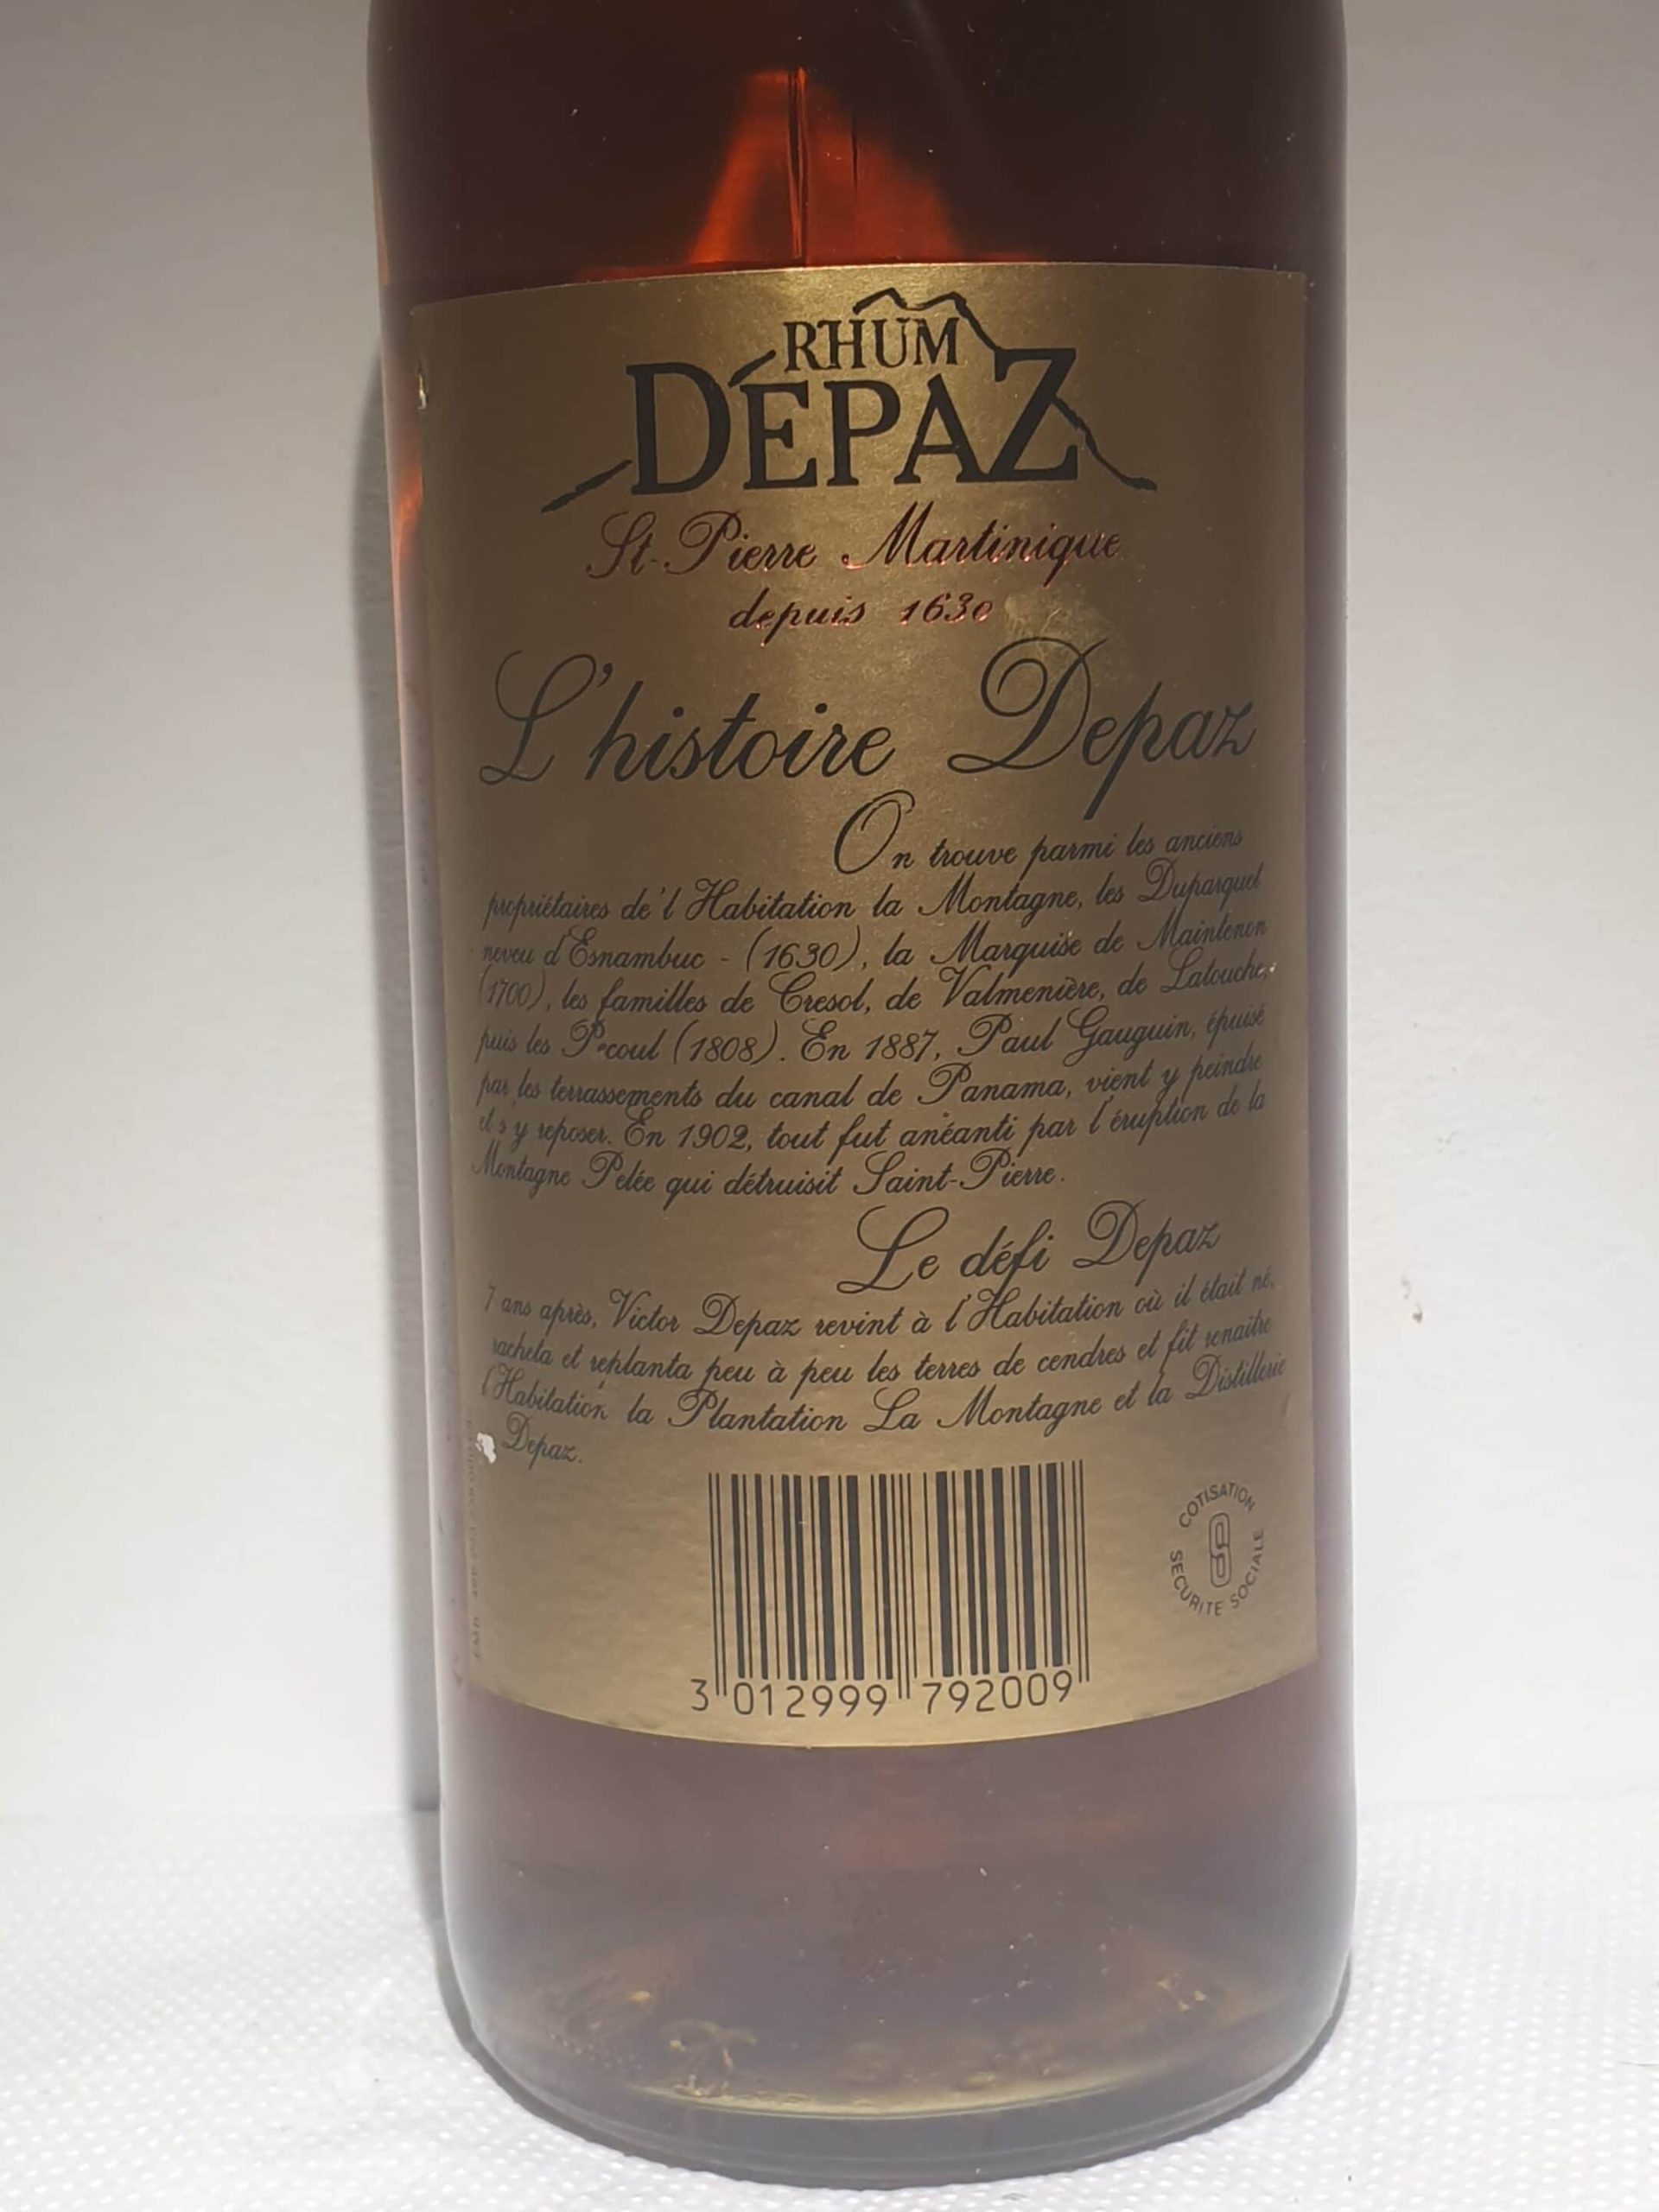 RHUM
DÉPAZ
St-Pierre Martinique
depuis 1630
L'histoire Depaz
On trouve parmi les anciens
propriétaires de'l Habitation la Montagne, les Duparquet
neveu d'Esnambuc - (1630), la Marquise de Maintenon
(1700), les familles de Cresol, de Valmenière, de Latouche,
puis les Pecoul (1808). En 1887, Paul Gauguin, épuisé
par les terrassements du canal de Panama, vient y peindre
et s'y reposer. En 1902, tout fut anéanti par l'éruption de la
Montagne Pelée qui détruisit Saint-Pierre.
Le défi Depaz
7 ans après, Victor Depaz revint à l'Habitation où il était né,
racheta et replanta peu à peu les terres de cendres et fit renaître
l'Habitation, la Plantation La Montagne et la Distillerie
Depaz.
COTISATION
SECURITE SOCIALE
3 012999 792009